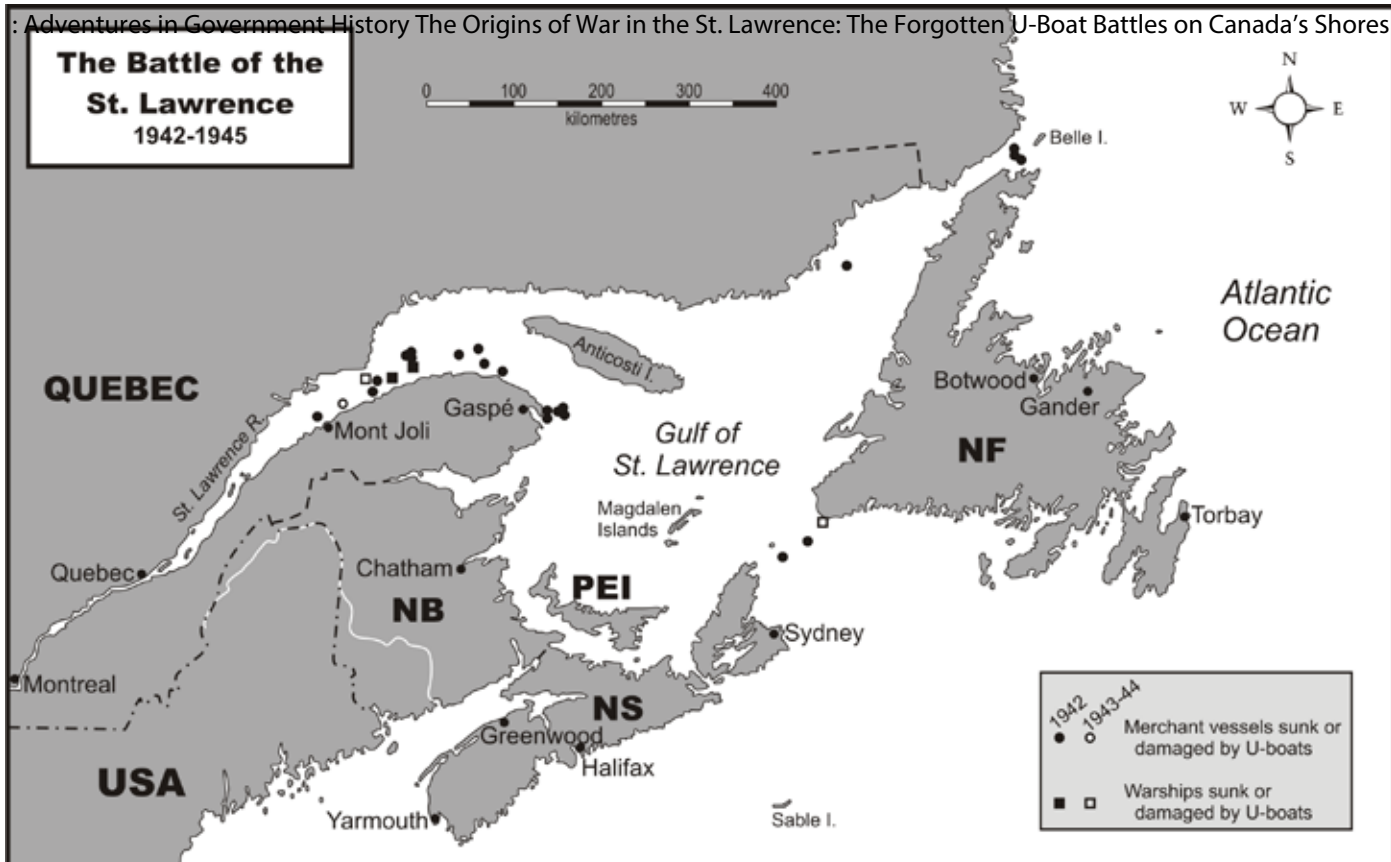 : Adventures in Government History The Origins of War in the St. Lawrence: The Forgotten U-Boat Battles on Canada's Shores
The Battle of the
St. Lawrence
1942-1945
0 100 200 300 400
kilometres
N
W E
S
Belle I.
Atlantic
Ocean
QUEBEC
Anticosti I.
Botwood
Gander
Gaspé
Mont Joli
Gulf of
St. Lawrence
NF
St. Lawrence R.
Magdalen
Islands
Torbay
Quebec
Chatham
PEI
NB
Sydney
Montreal
NS
Greenwood
Halifax
USA
Yarmouth
Sable I.
1942 1943-44
Merchant vessels sunk or
damaged by U-boats
Warships sunk or
damaged by U-boats